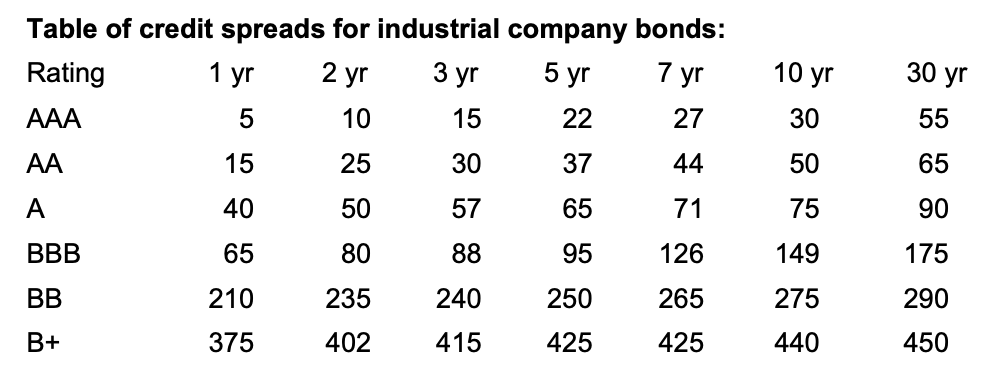 Table of credit spreads for industrial company bonds:
Rating 1 yr 2 yr 3 yr 5 yr 7 yr 10 yr 30 yr
AAA 5 10 15 22 27 30 55
AA 15 25 30 37 44 50 65
A 40 50 57 65 71 75 90
BBB 65 80 88 95 126 149 175
BB 210 235 240 250 265 275 290
B+ 375 402 415 425 425 440 450